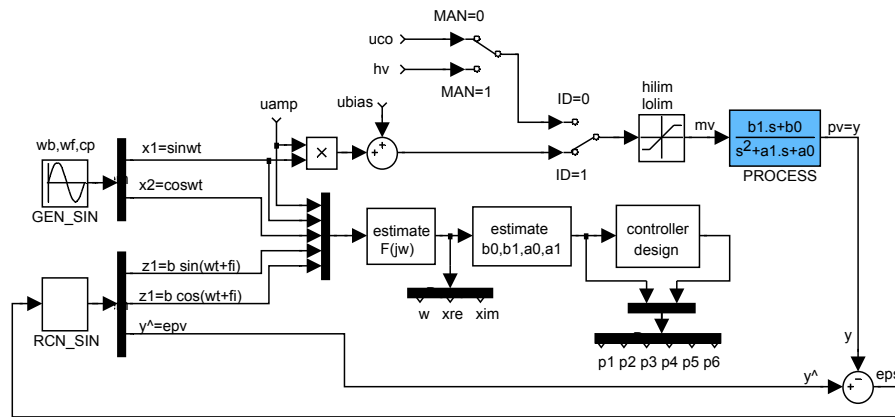 MAN=0
uco
hv
MAN=1
uamp
ubias
ID=0
ID=1
hilim
lolim
mv
b1.s+b0
s²+a1.s+a0
PROCESS
pv=y
wb,wf,cp
GEN_SIN
x1=sinwt
x2=coswt
×
+
+
estimate
F(jw)
estimate
b0,b1,a0,a1
controller
design
z1=b sin(wt+fi)
z1=b cos(wt+fi)
y^=epv
RCN_SIN
w xre xim
p1 p2 p3 p4 p5 p6
y
y^
+
-
eps